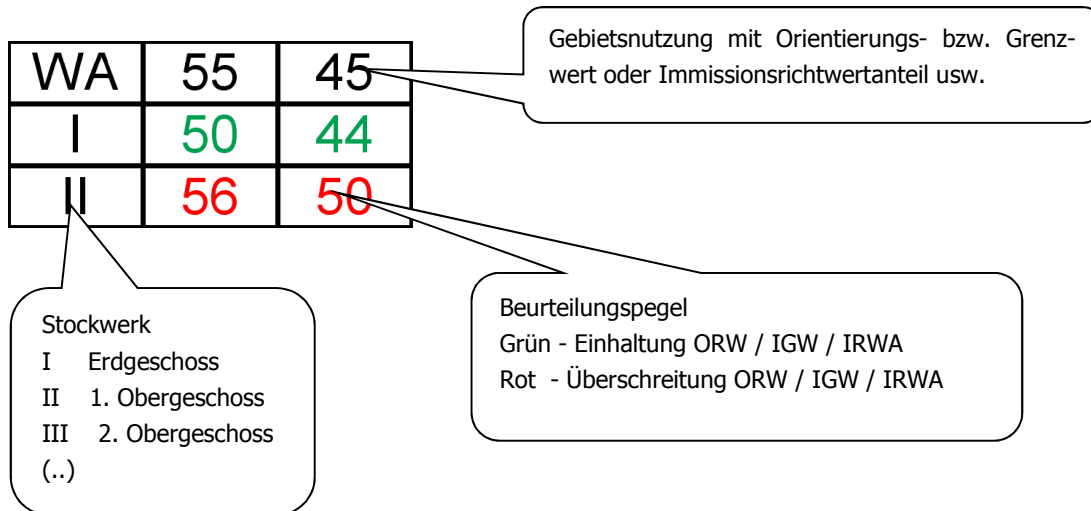 WA 55 45
I 50 44
II 56 50
Gebietsnutzung mit Orientierungs- bzw. Grenz-
wert oder Immissionsrichtwertanteil usw.
Stockwerk
I Erdgeschoss
II 1. Obergeschoss
III 2. Obergeschoss
(..)
Beurteilungspegel
Grün - Einhaltung ORW / IGW / IRWA
Rot - Überschreitung ORW / IGW / IRWA